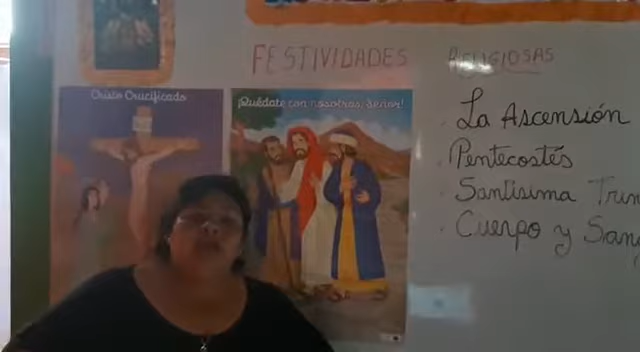 FESTIVIDADES RELIGIOSAS
Cristo Crucificado
¡Quédate con nosotros, Señor!
La Ascensión
Pentecostés
Santísima
Cuerpo y